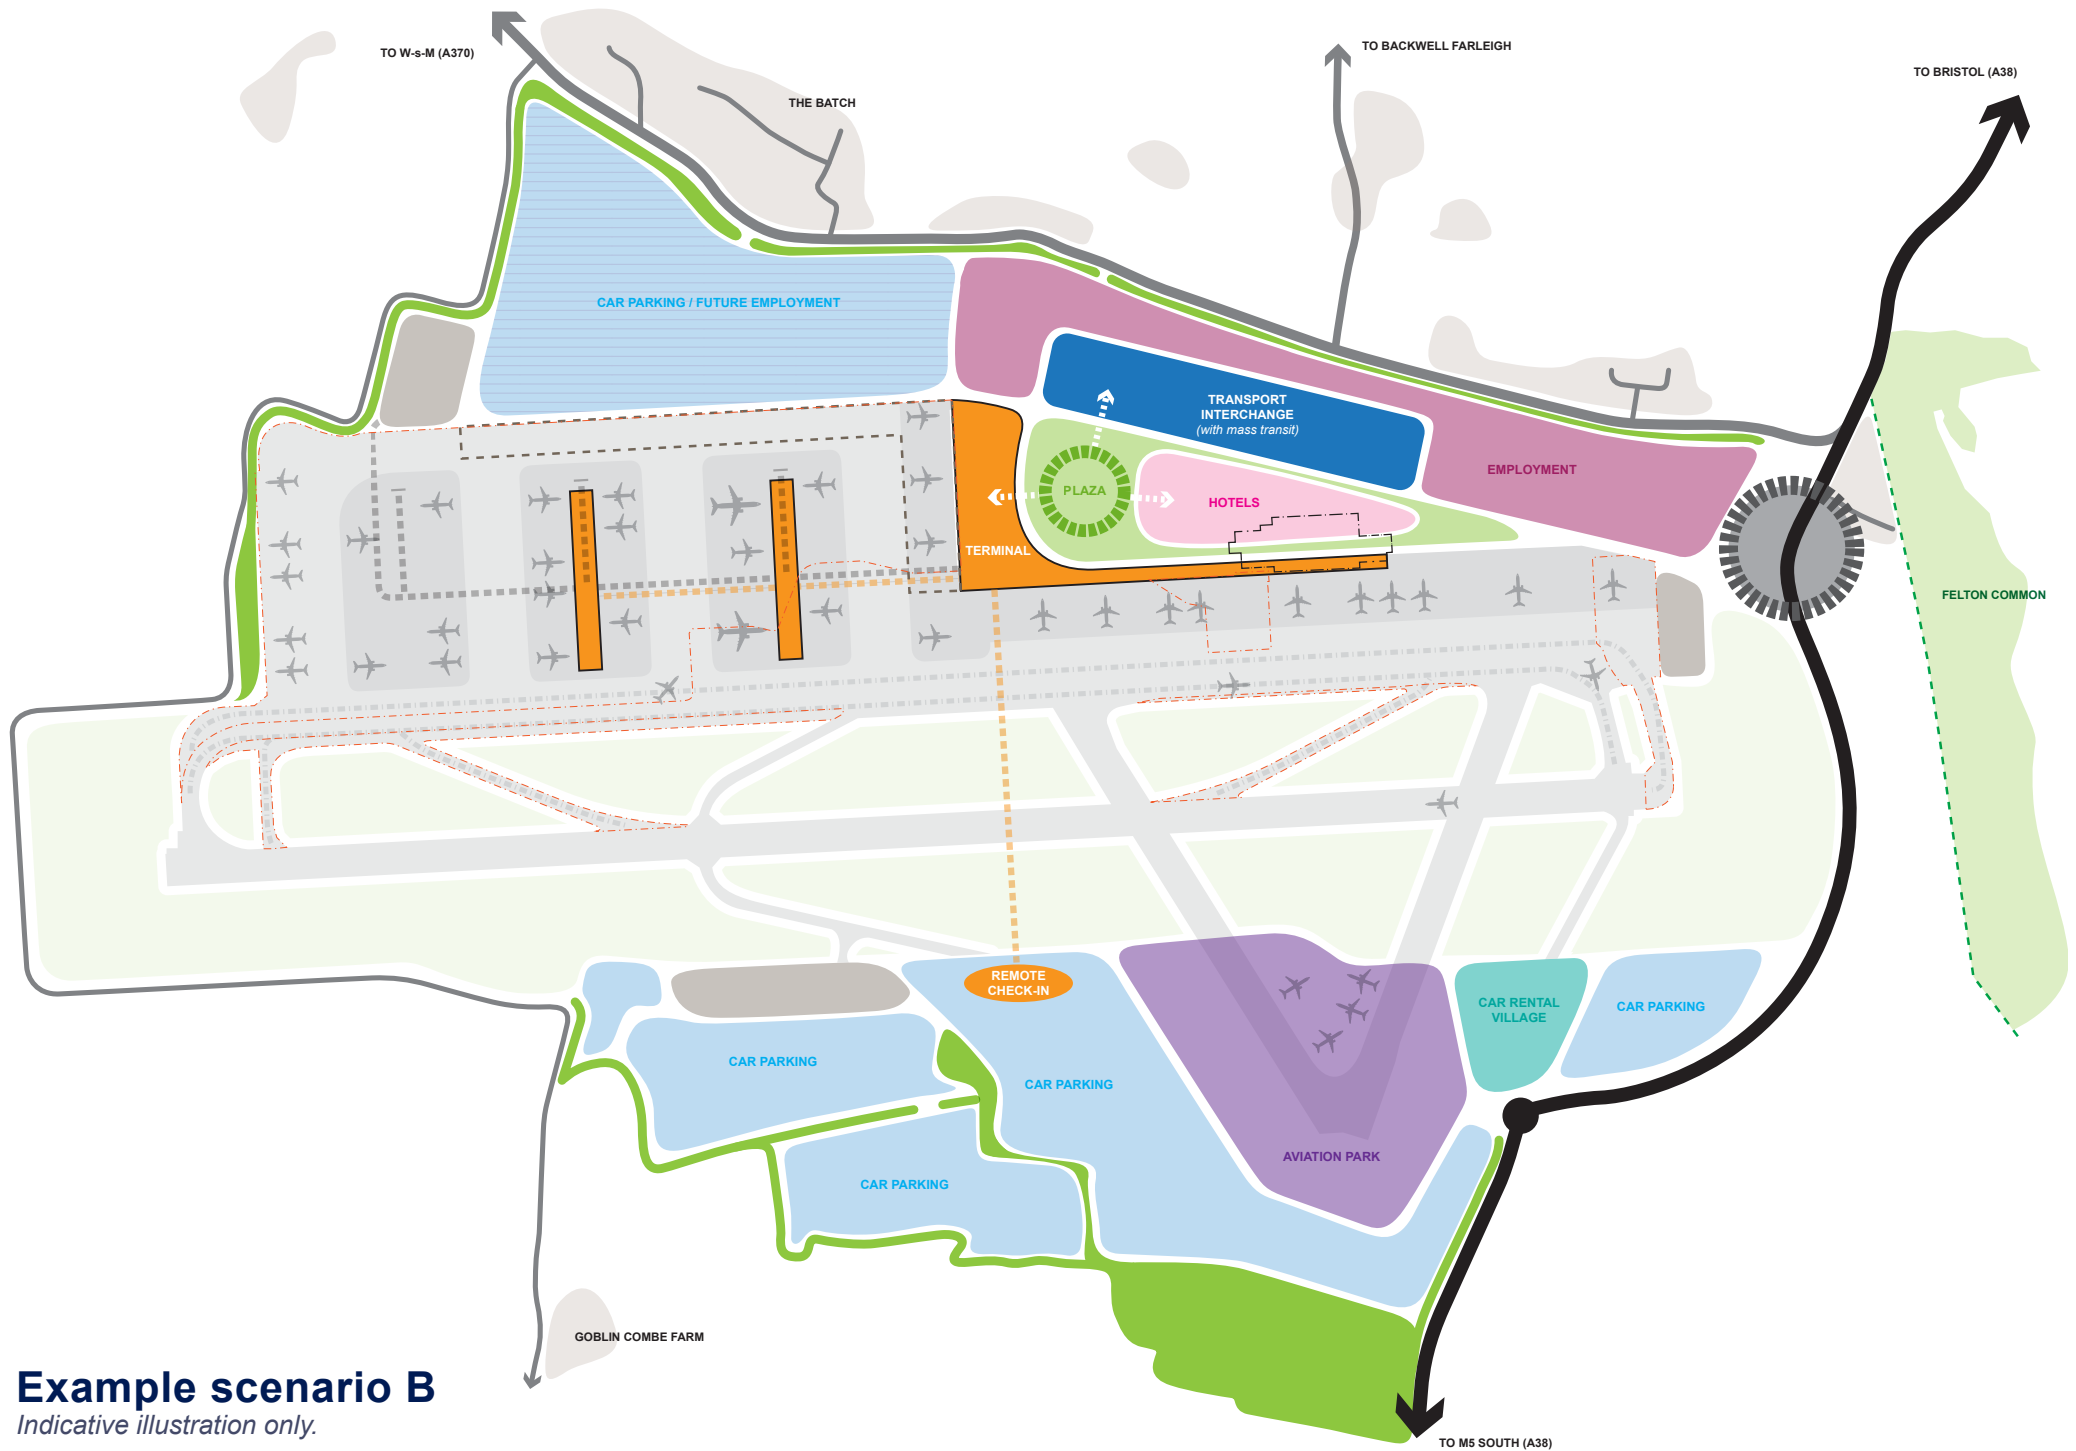 TO W-s-M (A370)
TO BACKWELL FARLEIGH
TO BRISTOL (A38)
THE BATCH
CAR PARKING / FUTURE EMPLOYMENT
TRANSPORT
INTERCHANGE
(with mass transit)
EMPLOYMENT
PLAZA
HOTELS
TERMINAL
FELTON COMMON
REMOTE
CHECK-IN
CAR RENTAL
VILLAGE
CAR PARKING
CAR PARKING
CAR PARKING
AVIATION PARK
CAR PARKING
GOBLIN COMBE FARM
Example scenario B
Indicative illustration only.
TO M5 SOUTH (A38)